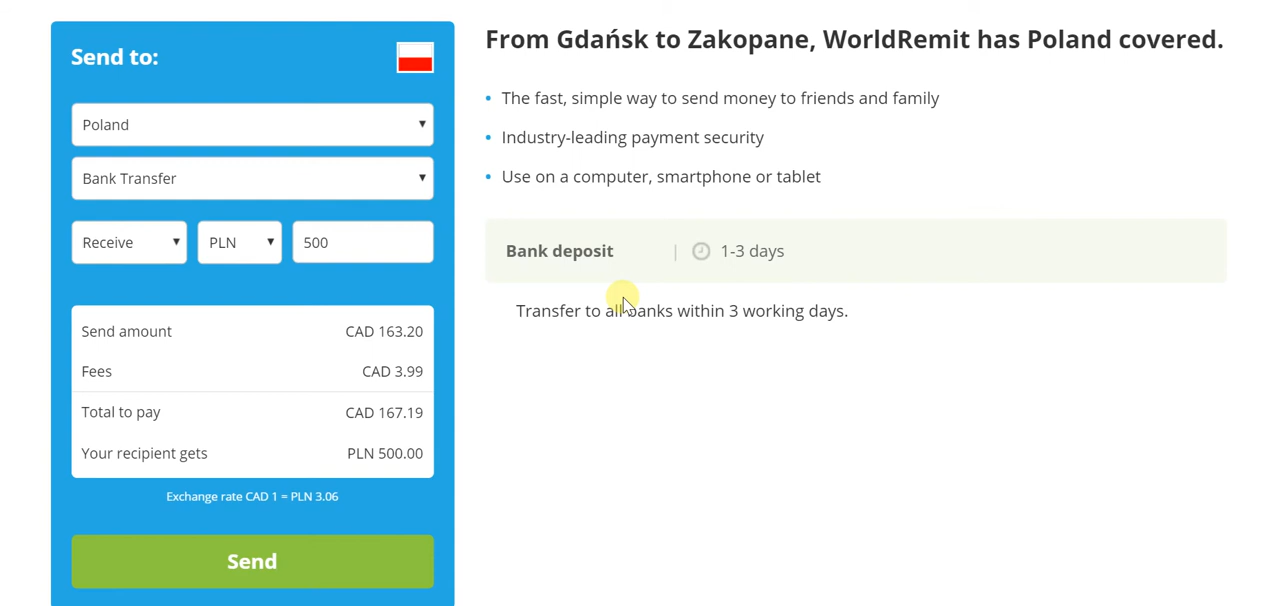 Send to:
Poland
Bank Transfer
Receive PLN 500
Send amount CAD 163.20
Fees CAD 3.99
Total to pay CAD 167.19
Your recipient gets PLN 500.00
Exchange rate CAD 1 = PLN 3.06
Send
From Gdańsk to Zakopane, WorldRemit has Poland covered.
The fast, simple way to send money to friends and family
Industry-leading payment security
Use on a computer, smartphone or tablet
Bank deposit | 1-3 days
Transfer to all banks within 3 working days.